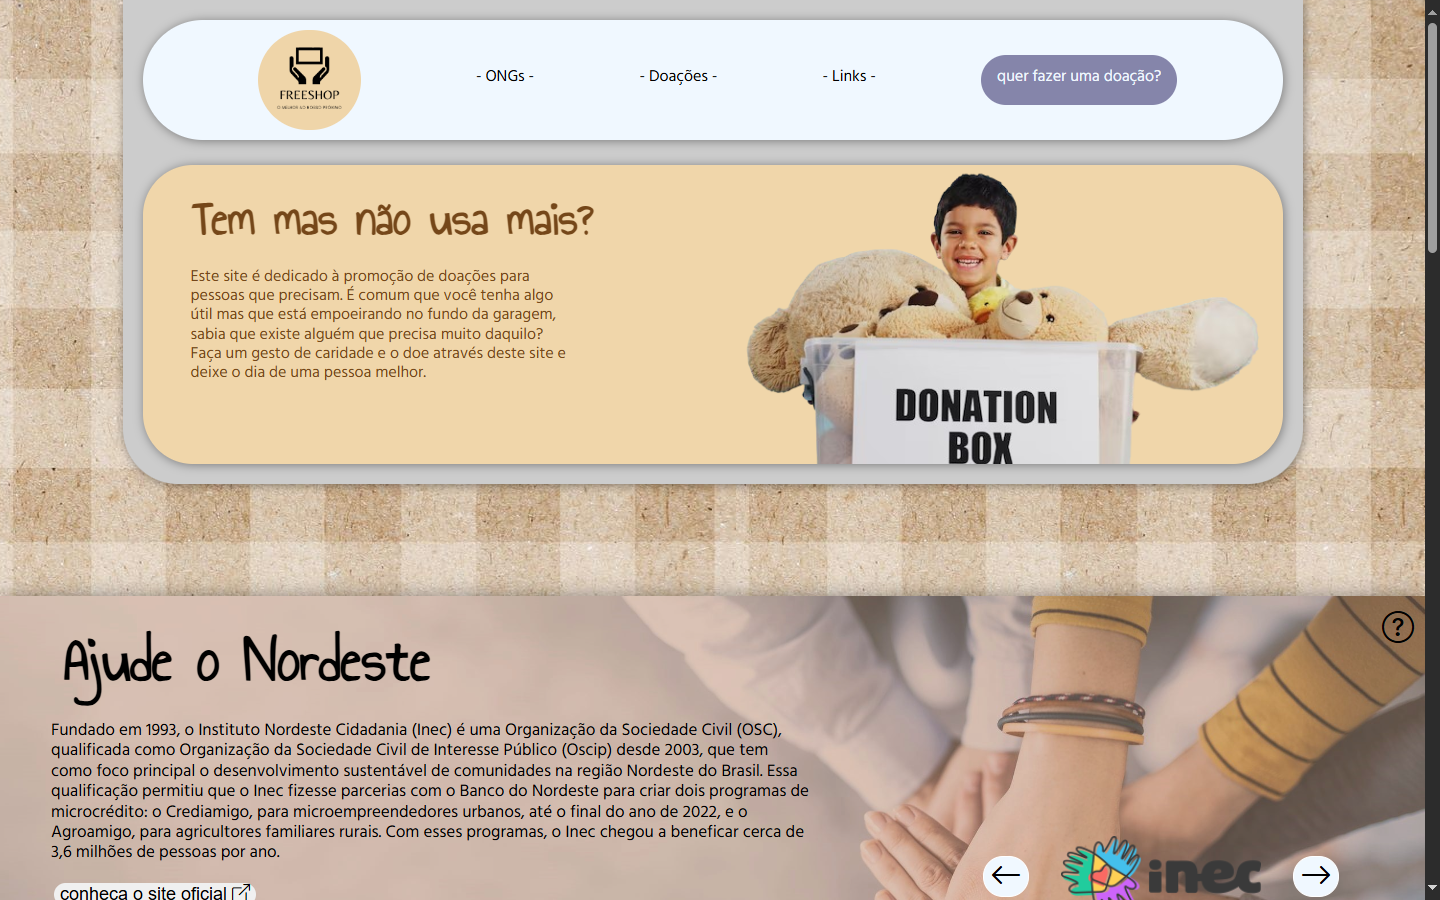 FREESHOP
O MELHOR AO NOSSO PRÓXIMO
- ONGs -
- Doações -
- Links -
quer fazer uma doação?
Tem mas não usa mais?
Este site é dedicado à promoção de doações para
pessoas que precisam. É comum que você tenha algo
útil mas que está empoeirando no fundo da garagem,
sabia que existe alguém que precisa muito daquilo?
Faça um gesto de caridade e o doe através deste site e
deixe o dia de uma pessoa melhor.
DONATION
BOX
?
Ajude o Nordeste
Fundado em 1993, o Instituto Nordeste Cidadania (Inec) é uma Organização da Sociedade Civil (OSC),
qualificada como Organização da Sociedade Civil de Interesse Público (Oscip) desde 2003, que tem
como foco principal o desenvolvimento sustentável de comunidades na região Nordeste do Brasil. Essa
qualificação permitiu que o Inec fizesse parcerias com o Banco do Nordeste para criar dois programas de
microcrédito: o Crediamigo, para microempreendedores urbanos, até o final do ano de 2022, e o
Agroamigo, para agricultores familiares rurais. Com esses programas, o Inec chegou a beneficar cerca de
3,6 milhões de pessoas por ano.
conheça o site oficial
inec